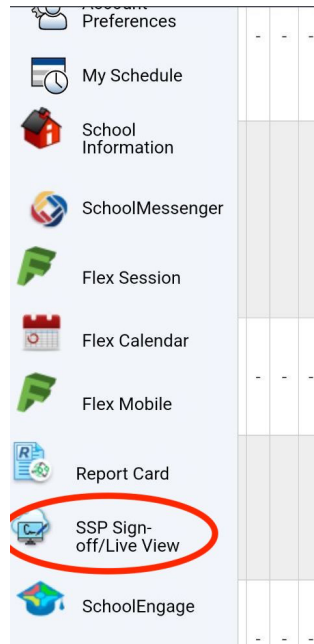 Account
Preferences
My Schedule
School
Information
SchoolMessenger
Flex Session
Flex Calendar
Flex Mobile
Report Card
SSP Sign-
off/Live View
SchoolEngage